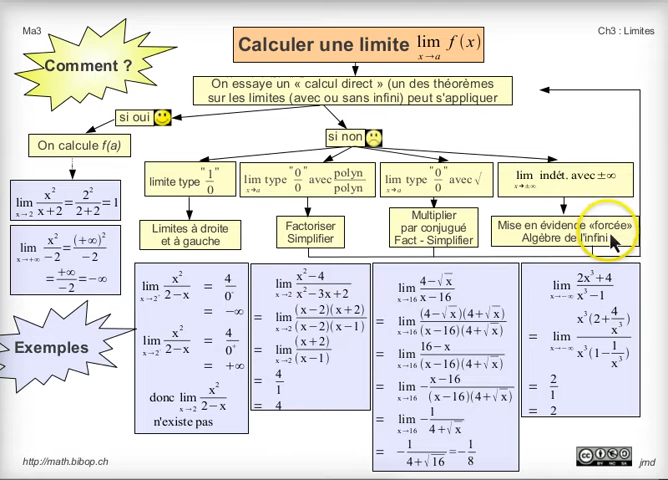 Ma3
Ch3 : Limites
Calculer une limite lim f(x)
x→a
Comment ?
On essaye un « calcul direct » (un des théorèmes
sur les limites (avec ou sans infini) peut s'appliquer
si oui
si non
On calcule f(a)
limite type "1/0"
lim type "0/0" avec polyn/polyn
x→a
lim type "0/0" avec √
x→a
lim indét. avec ±∞
x→±∞
Limites à droite
et à gauche
Factoriser
Simplifier
Multiplier
par conjugué
Fact - Simplifier
Mise en évidence «forcée»
Algèbre de l'infini
lim x²/(x+2) = 2²/(2+2) = 1
x→2
lim x²/-2 = (+∞)²/-2
x→+∞
= +∞/-2 = -∞
Exemples
lim x²/(2-x) = 4/0⁻
x→2
= -∞
lim x²/(2-x) = 4/0⁺
x→2
= +∞
donc lim x²/(2-x)
x→2
n'existe pas
lim (x²-4)/(x²-3x+2)
x→2
= lim (x-2)(x+2)/(x-2)(x-1)
x→2
= lim (x+2)/(x-1)
x→2
= 4/1
= 4
lim (4-√x)/(x-16)
x→16
= lim (4-√x)(4+√x)/(x-16)(4+√x)
x→16
= lim (16-x)/(x-16)(4+√x)
x→16
= lim -(x-16)/(x-16)(4+√x)
x→16
= lim -1/(4+√x)
x→16
= -1/(4+√16) = -1/8
lim (2x³+4)/(x³-1)
x→-∞
= lim x³(2+4/x³)/x³(1-1/x³)
x→-∞
= 2/1
= 2
http://math.bibop.ch
cc
BY NC SA
jmd